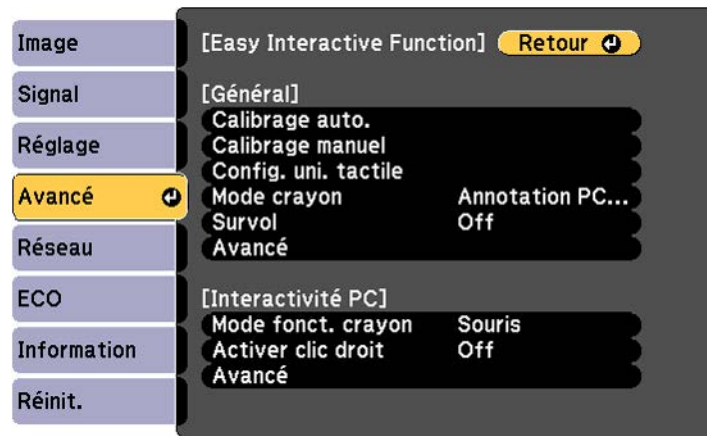 Image
Signal
Réglage
Avancé
Réseau
ECO
Information
Réinit.
[Easy Interactive Function] Retour
[Général]
Calibrage auto.
Calibrage manuel
Config. uni. tactile
Mode crayon Annotation PC...
Survol Off
Avancé
[Interactivité PC]
Mode fonct. crayon Souris
Activer clic droit Off
Avancé